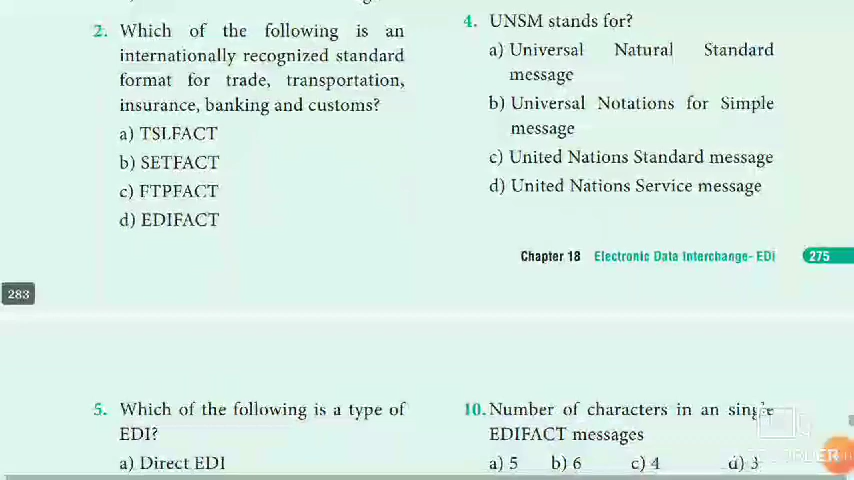 2. Which of the following is an
internationally recognized standard
format for trade, transportation,
insurance, banking and customs?
a) TSLFACT
b) SETFACT
c) FTPFACT
d) EDIFACT
4. UNSM stands for?
a) Universal Natural Standard
message
b) Universal Notations for Simple
message
c) United Nations Standard message
d) United Nations Service message
Chapter 18 Electronic Data Interchange- EDI 275
283
5. Which of the following is a type of
EDI?
a) Direct EDI
10. Number of characters in an single
EDIFACT messages
a) 5 b) 6 c) 4 d) 3